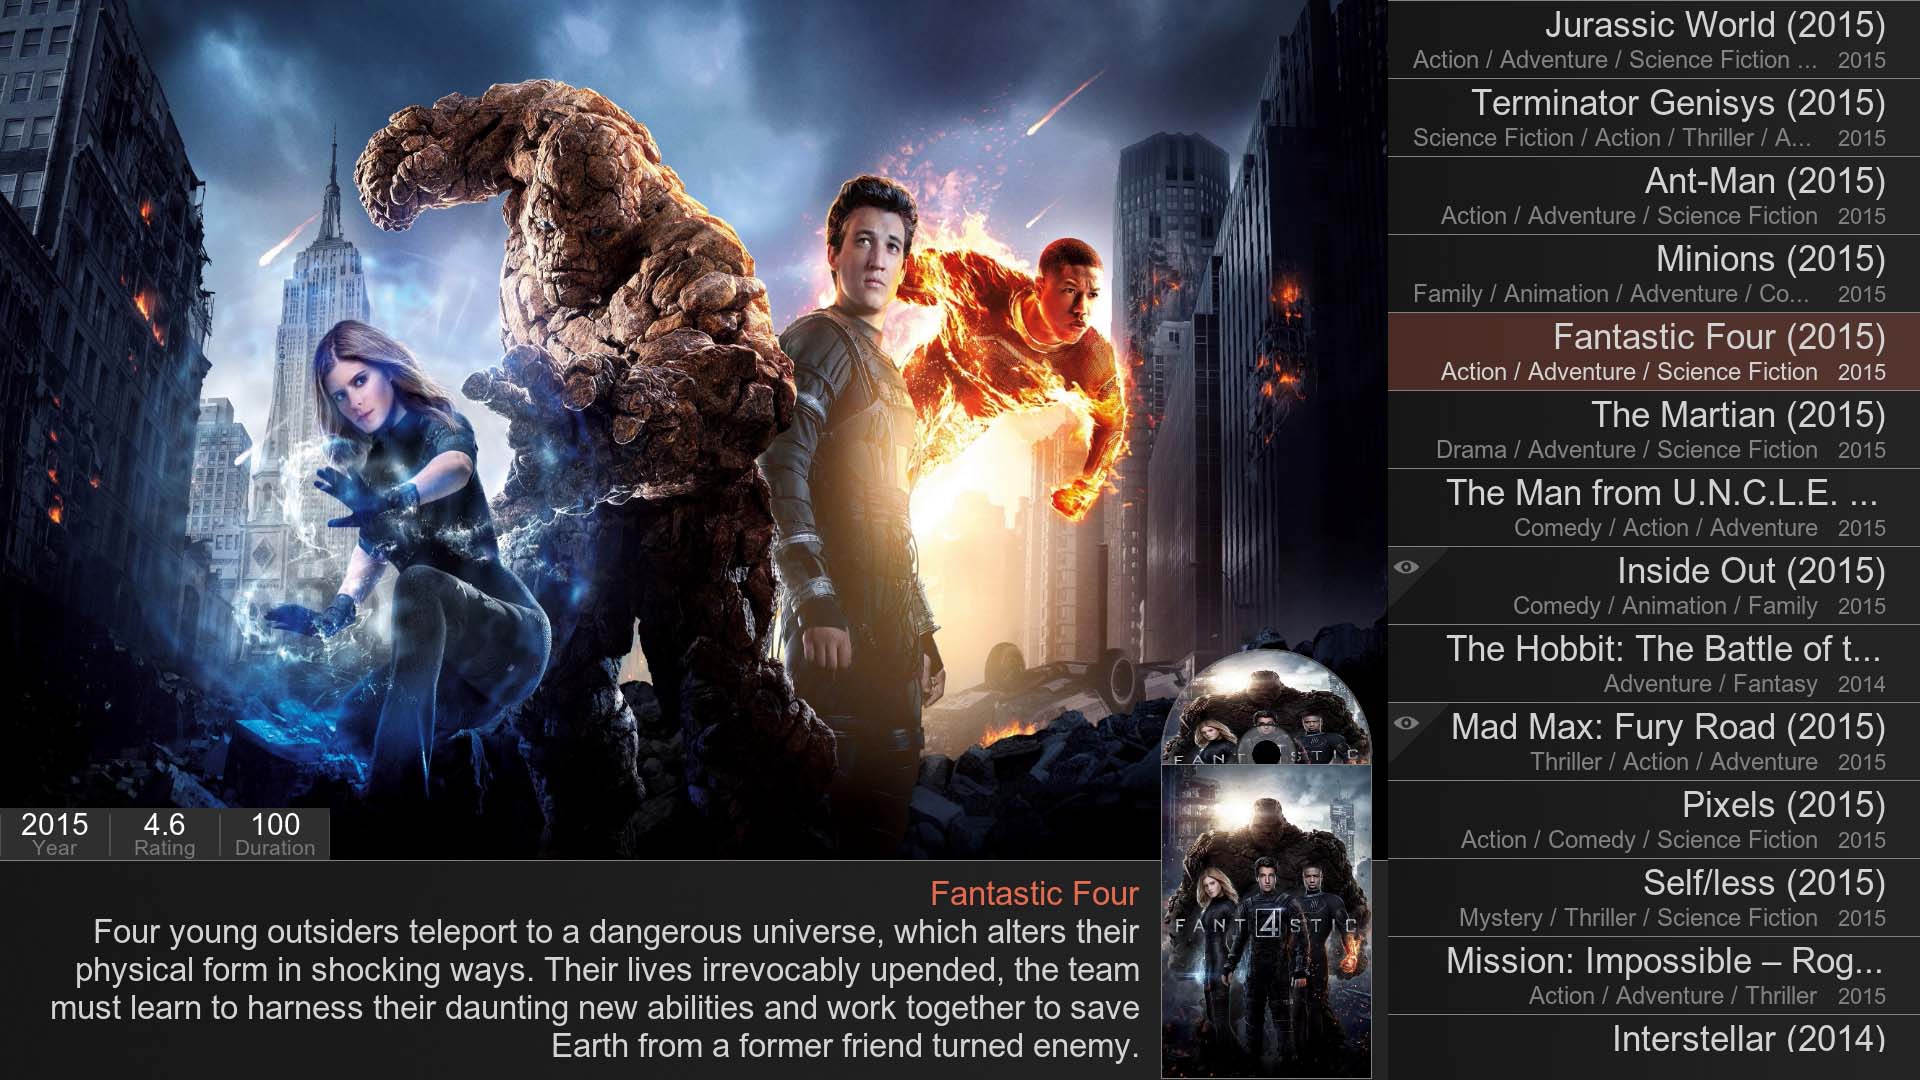 2015
Year
4.6
Rating
100
Duration
Fantastic Four
Four young outsiders teleport to a dangerous universe, which alters their
physical form in shocking ways. Their lives irrevocably upended, the team
must learn to harness their daunting new abilities and work together to save
Earth from a former friend turned enemy.
FANT4STIC
FANT4STIC
Jurassic World (2015)
Action / Adventure / Science Fiction ... 2015
Terminator Genisys (2015)
Science Fiction / Action / Thriller / A... 2015
Ant-Man (2015)
Action / Adventure / Science Fiction 2015
Minions (2015)
Family / Animation / Adventure / Co... 2015
Fantastic Four (2015)
Action / Adventure / Science Fiction 2015
The Martian (2015)
Drama / Adventure / Science Fiction 2015
The Man from U.N.C.L.E. ...
Comedy / Action / Adventure 2015
Inside Out (2015)
Comedy / Animation / Family 2015
The Hobbit: The Battle of t...
Adventure / Fantasy 2014
Mad Max: Fury Road (2015)
Thriller / Action / Adventure 2015
Pixels (2015)
Action / Comedy / Science Fiction 2015
Self/less (2015)
Mystery / Thriller / Science Fiction 2015
Mission: Impossible – Rog...
Action / Adventure / Thriller 2015
Interstellar (2014)